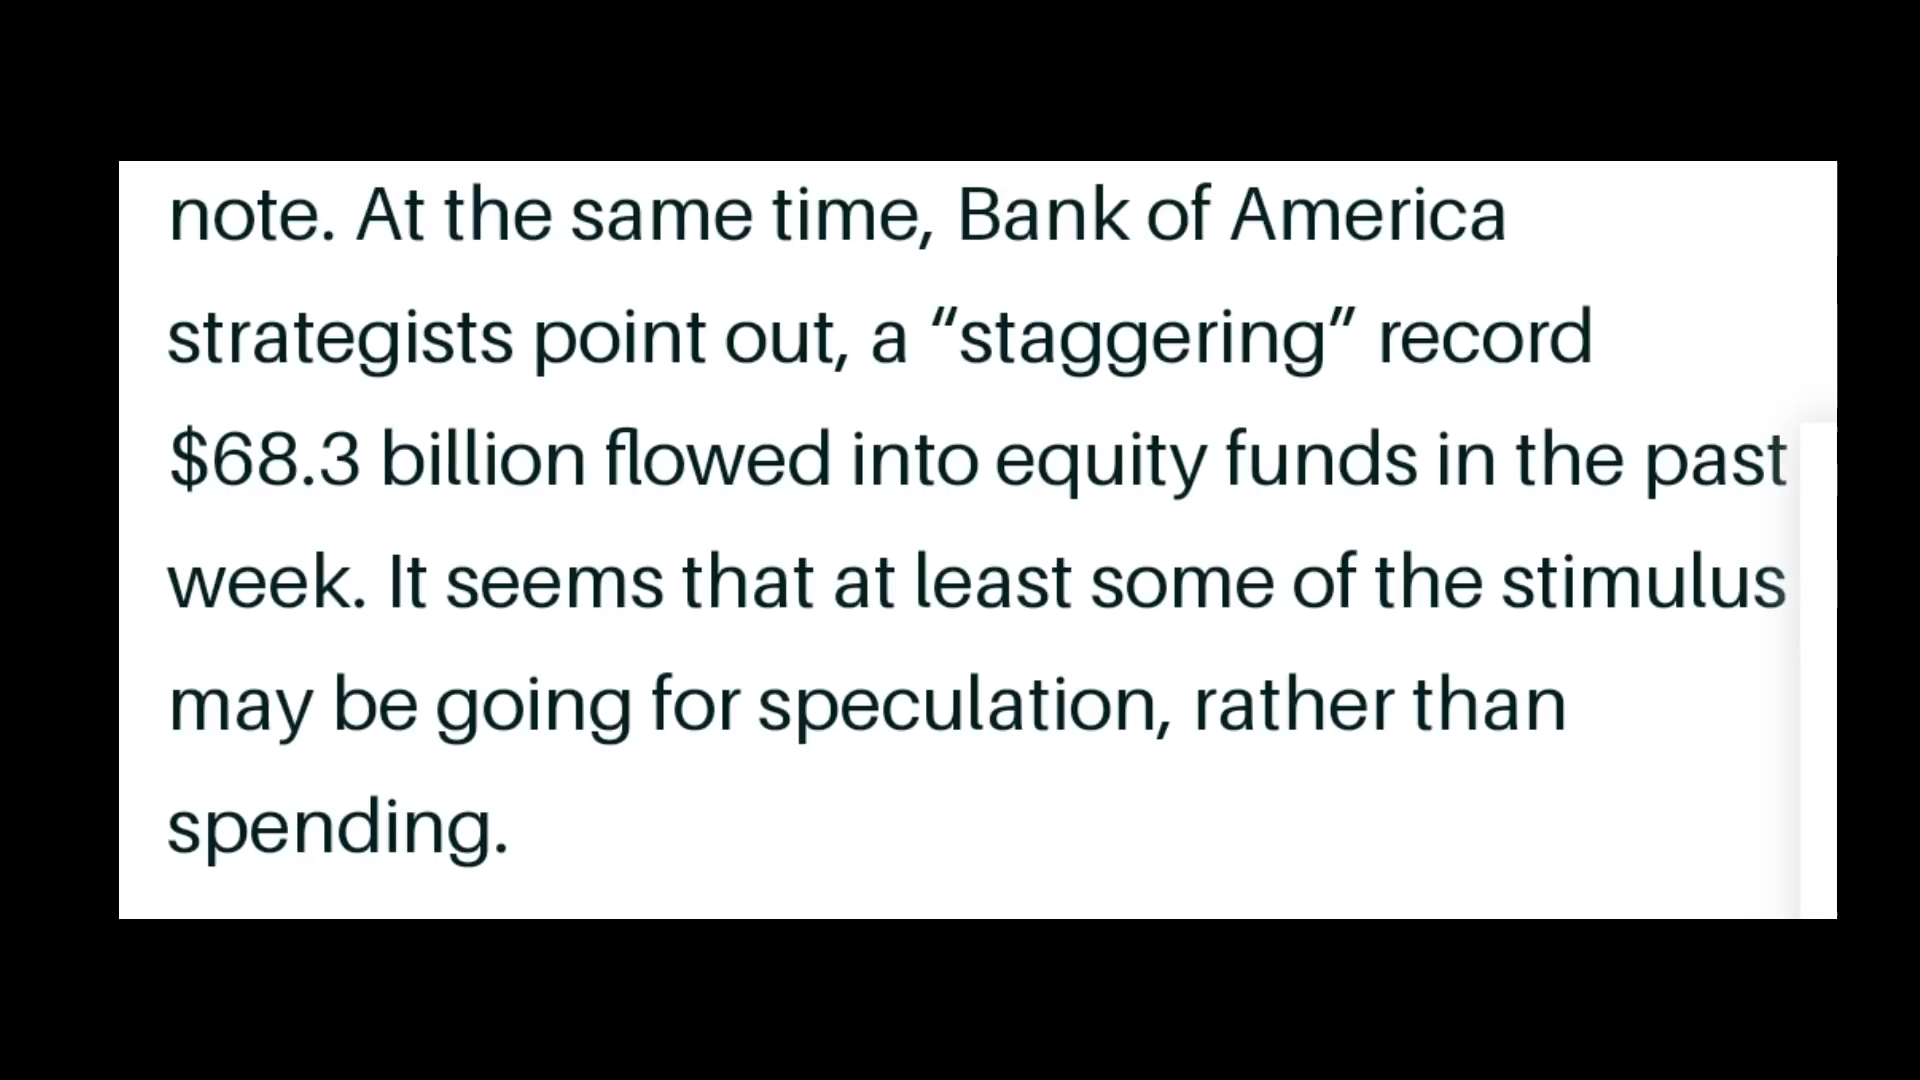 note. At the same time, Bank of America
strategists point out, a “staggering” record
$68.3 billion flowed into equity funds in the past
week. It seems that at least some of the stimulus
may be going for speculation, rather than
spending.